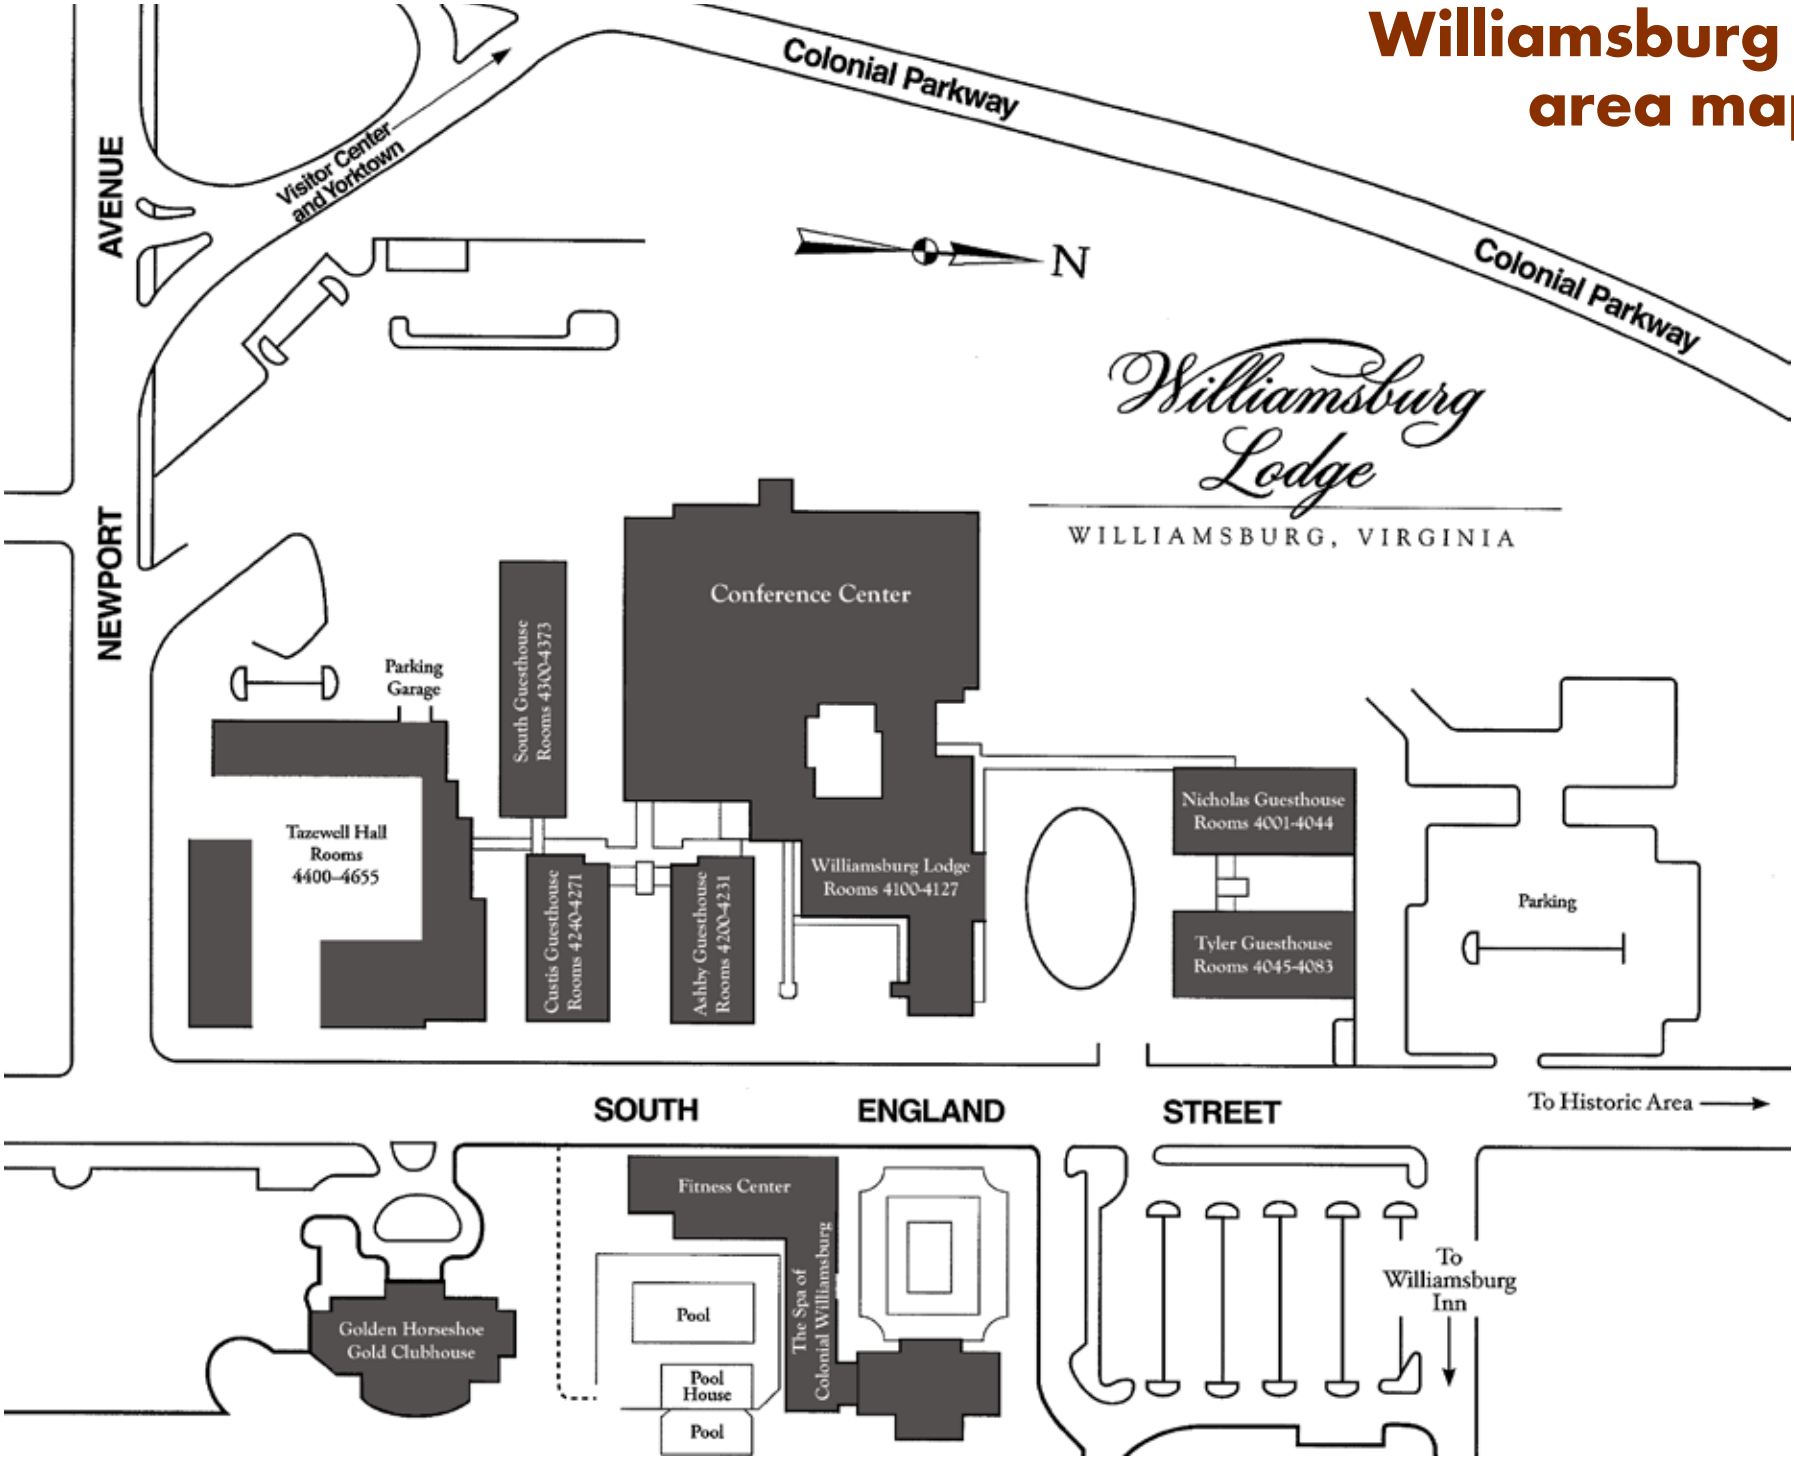 Williamsburg
area map
Colonial Parkway
Colonial Parkway
Visitor Center
and Yorktown
AVENUE
NEWPORT
N
Williamsburg
Lodge
WILLIAMSBURG, VIRGINIA
Conference Center
South Guesthouse
Rooms 4300-4373
Parking
Garage
Tazewell Hall
Rooms
4400-4655
Custis Guesthouse
Rooms 4240-4271
Ashby Guesthouse
Rooms 4200-4231
Williamsburg Lodge
Rooms 4100-4127
Nicholas Guesthouse
Rooms 4001-4044
Tyler Guesthouse
Rooms 4045-4083
Parking
SOUTH ENGLAND STREET
To Historic Area
Fitness Center
The Spa of
Colonial Williamsburg
Pool
Pool
House
Pool
Golden Horseshoe
Gold Clubhouse
To
Williamsburg
Inn